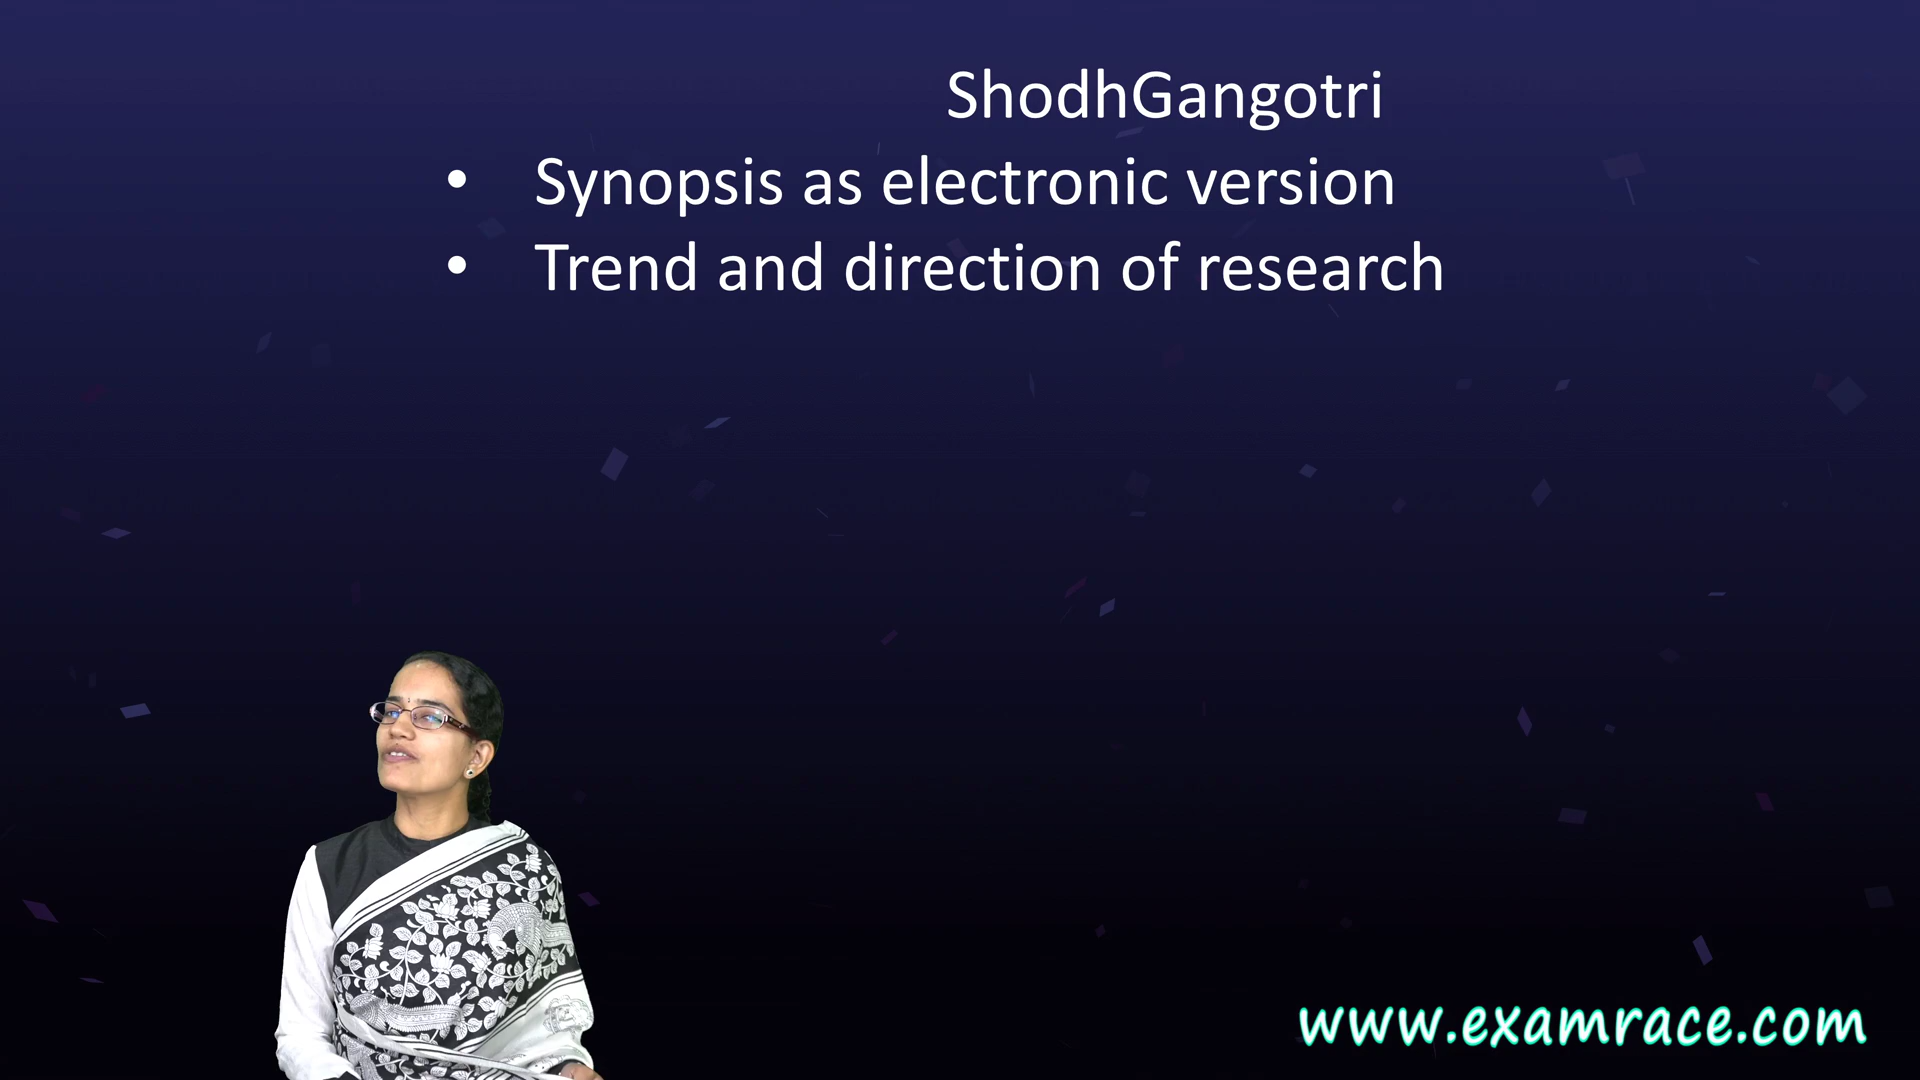 ShodhGangotri
• Synopsis as electronic version
• Trend and direction of research
www.examrace.com